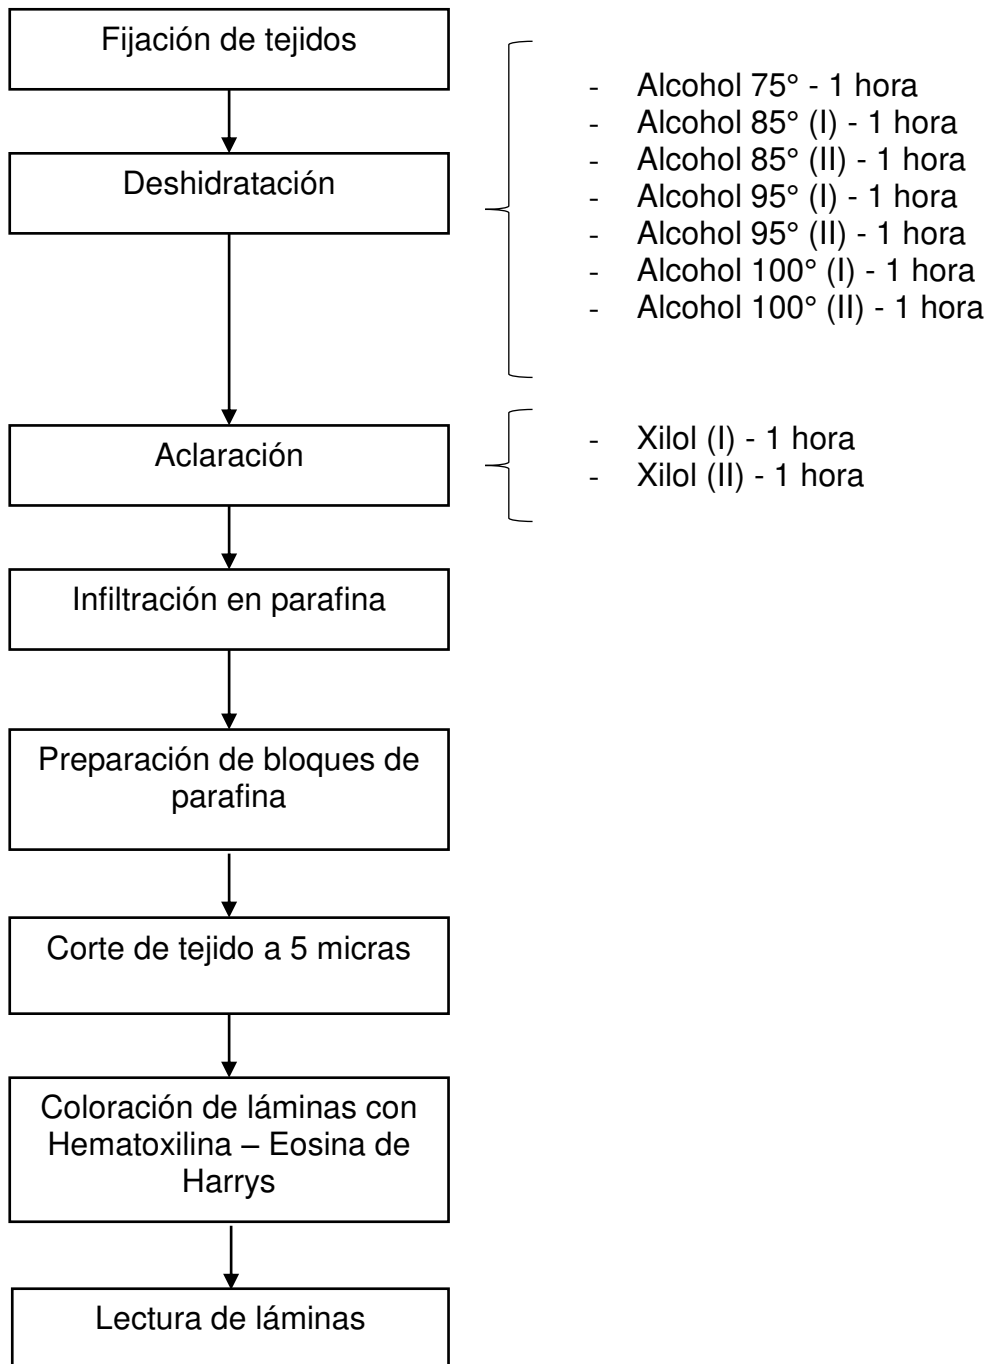 Fijación de tejidos
Deshidratación
- Alcohol 75° - 1 hora
- Alcohol 85° (I) - 1 hora
- Alcohol 85° (II) - 1 hora
- Alcohol 95° (I) - 1 hora
- Alcohol 95° (II) - 1 hora
- Alcohol 100° (I) - 1 hora
- Alcohol 100° (II) - 1 hora
Aclaración
- Xilol (I) - 1 hora
- Xilol (II) - 1 hora
Infiltración en parafina
Preparación de bloques de
parafina
Corte de tejido a 5 micras
Coloración de láminas con
Hematoxilina – Eosina de
Harrys
Lectura de láminas